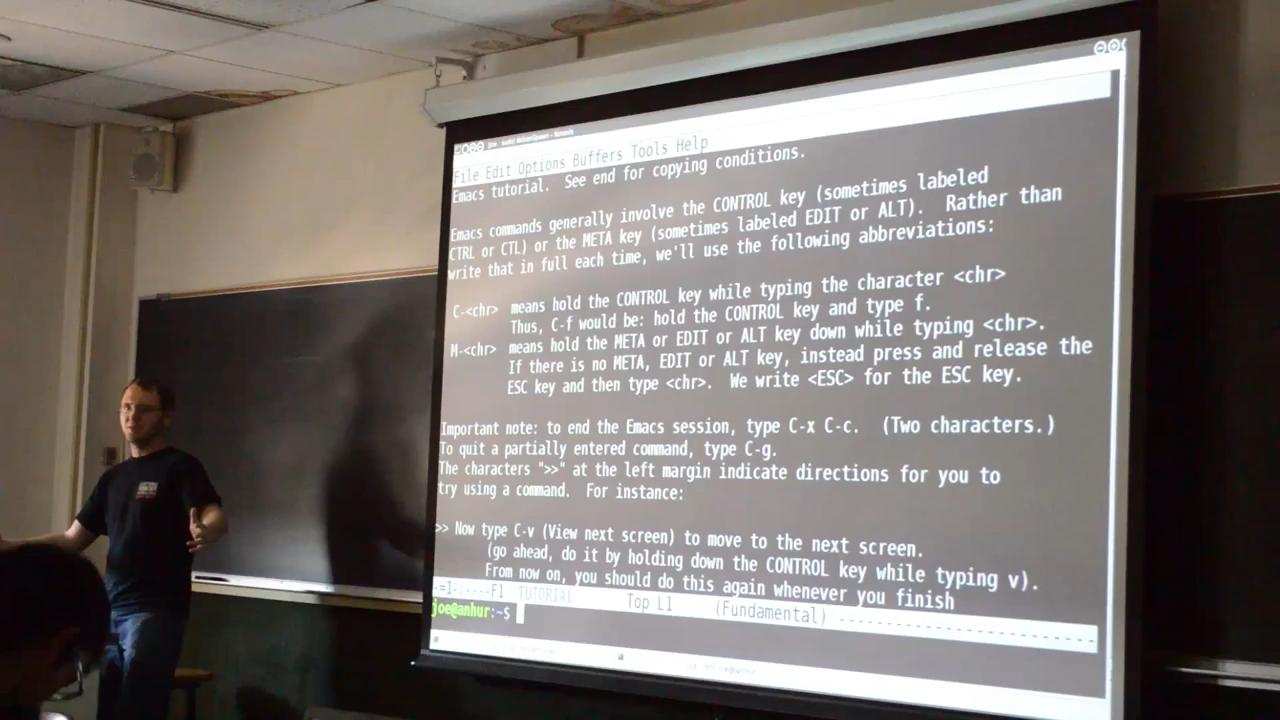 File Edit Options Buffers Tools Help
Emacs tutorial.  See end for copying conditions.
Emacs commands generally involve the CONTROL key (sometimes labeled
CTRL or CTL) or the META key (sometimes labeled EDIT or ALT).  Rather than
write that in full each time, we'll use the following abbreviations:
C-<chr>  means hold the CONTROL key while typing the character <chr>
Thus, C-f would be: hold the CONTROL key and type f.
M-<chr>  means hold the META or EDIT or ALT key down while typing <chr>.
If there is no META, EDIT or ALT key, instead press and release the
ESC key and then type <chr>.  We write <ESC> for the ESC key.
Important note: to end the Emacs session, type C-x C-c.  (Two characters.)
To quit a partially entered command, type C-g.
The characters ">>" at the left margin indicate directions for you to
try using a command.  For instance:
>> Now type C-v (View next screen) to move to the next screen.
(go ahead, do it by holding down the CONTROL key while typing v).
From now on, you should do this again whenever you finish
-=1-:----F1  TUTORIAL      Top L1     (Fundamental) ----------------------------
joe@anhur:~$